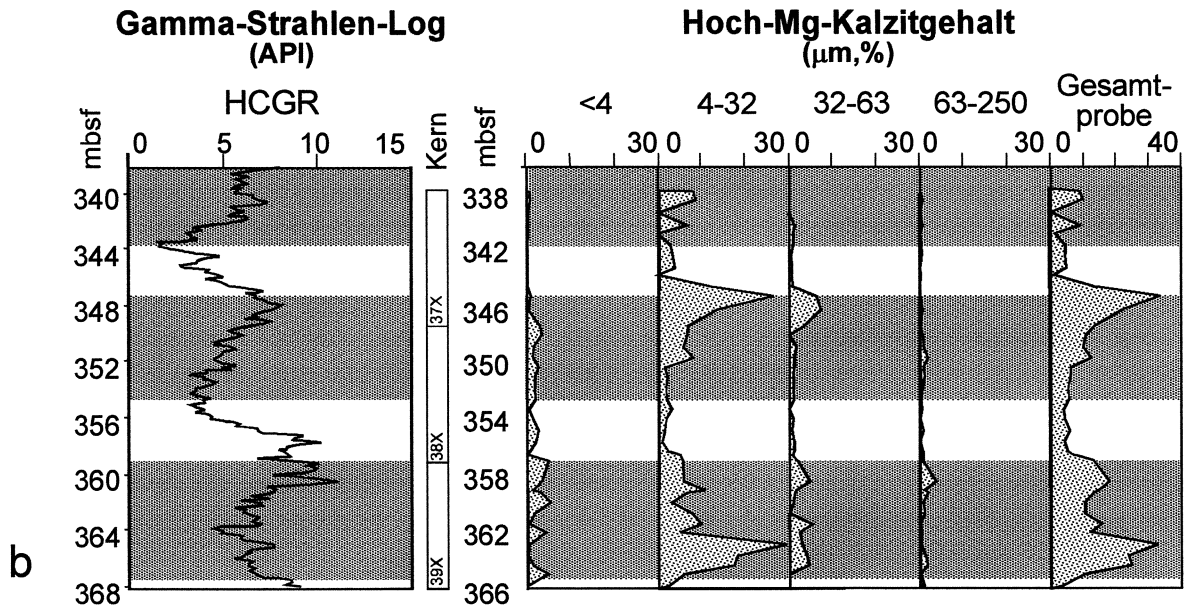 Gamma-Strahlen-Log
(API)
HCGR
mbsf
0 5 10 15
Kern
340
344
348
352
356
360
364
368
37X
38X
39X
Hoch-Mg-Kalzitgehalt
(µm,%)
mbsf
<4 4-32 32-63 63-250 Gesamt-
probe
0 30 0 30 0 30 0 30 0 40
338
342
346
350
354
358
362
366
b